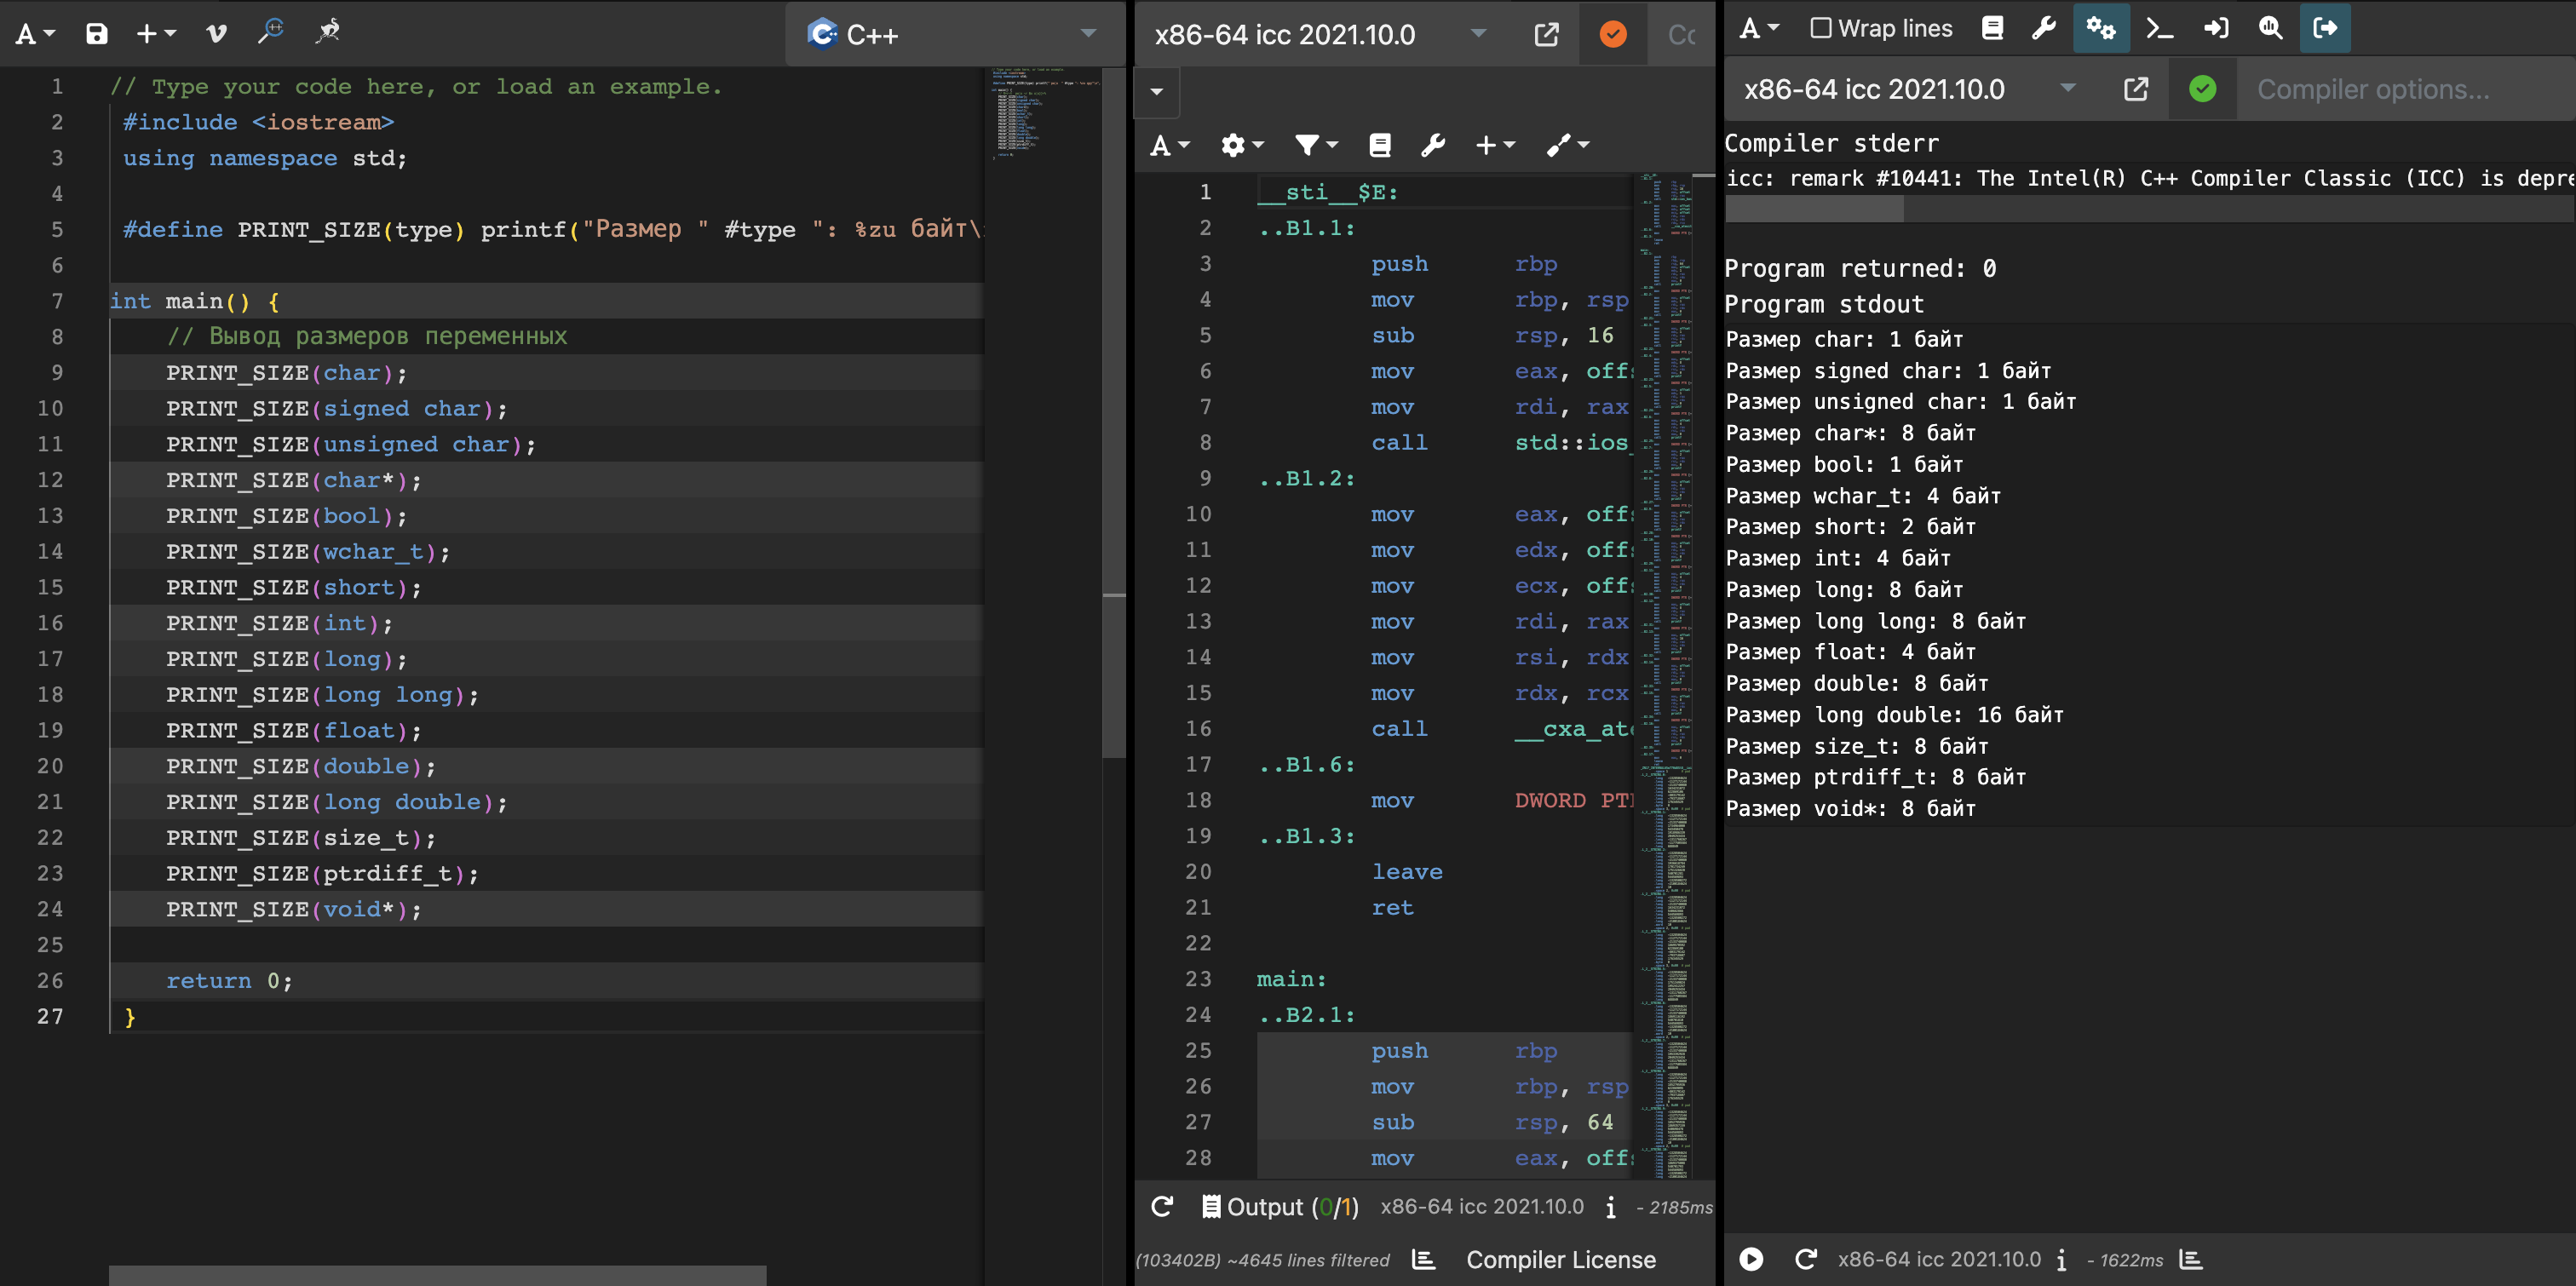 A
C++
1 // Type your code here, or load an example.
2 #include <iostream>
3 using namespace std;
4
5 #define PRINT_SIZE(type) printf("Размер " #type ": %zu байт\
6
7 int main() {
8 // Вывод размеров переменных
9 PRINT_SIZE(char);
10 PRINT_SIZE(signed char);
11 PRINT_SIZE(unsigned char);
12 PRINT_SIZE(char*);
13 PRINT_SIZE(bool);
14 PRINT_SIZE(wchar_t);
15 PRINT_SIZE(short);
16 PRINT_SIZE(int);
17 PRINT_SIZE(long);
18 PRINT_SIZE(long long);
19 PRINT_SIZE(float);
20 PRINT_SIZE(double);
21 PRINT_SIZE(long double);
22 PRINT_SIZE(size_t);
23 PRINT_SIZE(ptrdiff_t);
24 PRINT_SIZE(void*);
25
26 return 0;
27 }
x86-64 icc 2021.10.0
A
1 __sti__$E:
2 ..B1.1:
3 push rbp
4 mov rbp, rsp
5 sub rsp, 16
6 mov eax, off
7 mov rdi, rax
8 call std::ios_
9 ..B1.2:
10 mov eax, off
11 mov edx, off
12 mov ecx, off
13 mov rdi, rax
14 mov rsi, rdx
15 mov rdx, rcx
16 call __cxa_at
17 ..B1.6:
18 mov DWORD PT
19 ..B1.3:
20 leave
21 ret
22
23 main:
24 ..B2.1:
25 push rbp
26 mov rbp, rsp
27 sub rsp, 64
28 mov eax, off
Output (0/1) x86-64 icc 2021.10.0 i - 2185ms
(103402B) ~4645 lines filtered Compiler License
A Wrap lines
x86-64 icc 2021.10.0 Compiler options...
Compiler stderr
icc: remark #10441: The Intel(R) C++ Compiler Classic (ICC) is depre
Program returned: 0
Program stdout
Размер char: 1 байт
Размер signed char: 1 байт
Размер unsigned char: 1 байт
Размер char*: 8 байт
Размер bool: 1 байт
Размер wchar_t: 4 байт
Размер short: 2 байт
Размер int: 4 байт
Размер long: 8 байт
Размер long long: 8 байт
Размер float: 4 байт
Размер double: 8 байт
Размер long double: 16 байт
Размер size_t: 8 байт
Размер ptrdiff_t: 8 байт
Размер void*: 8 байт
x86-64 icc 2021.10.0 i - 1622ms